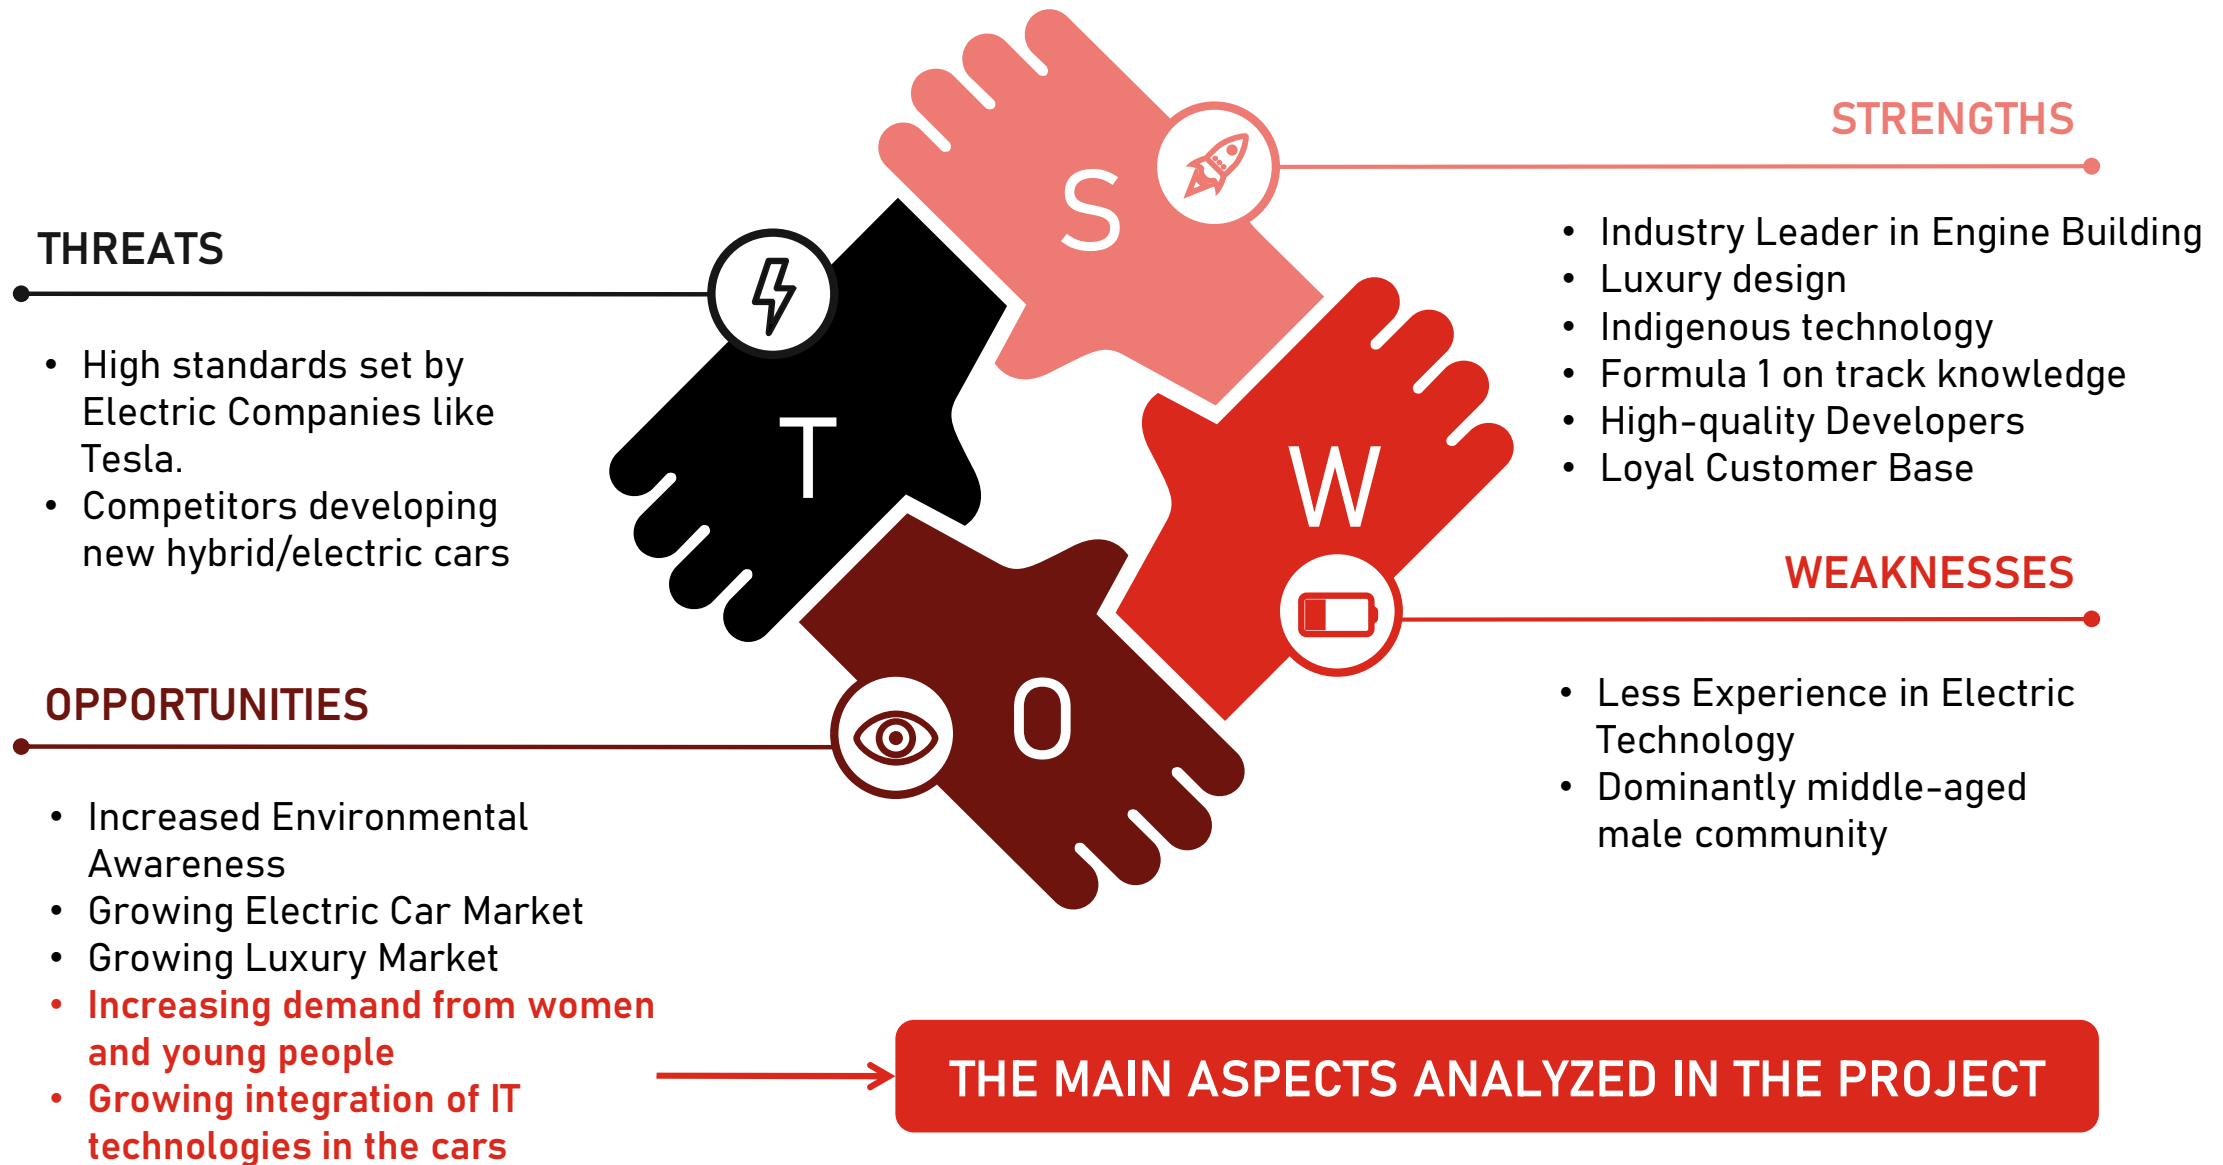 S
STRENGTHS
• Industry Leader in Engine Building
• Luxury design
• Indigenous technology
• Formula 1 on track knowledge
• High-quality Developers
• Loyal Customer Base
W
WEAKNESSES
• Less Experience in Electric
Technology
• Dominantly middle-aged
male community
T
THREATS
• High standards set by
Electric Companies like
Tesla.
• Competitors developing
new hybrid/electric cars
O
OPPORTUNITIES
• Increased Environmental
Awareness
• Growing Electric Car Market
• Growing Luxury Market
• Increasing demand from women
and young people
• Growing integration of IT
technologies in the cars
THE MAIN ASPECTS ANALYZED IN THE PROJECT